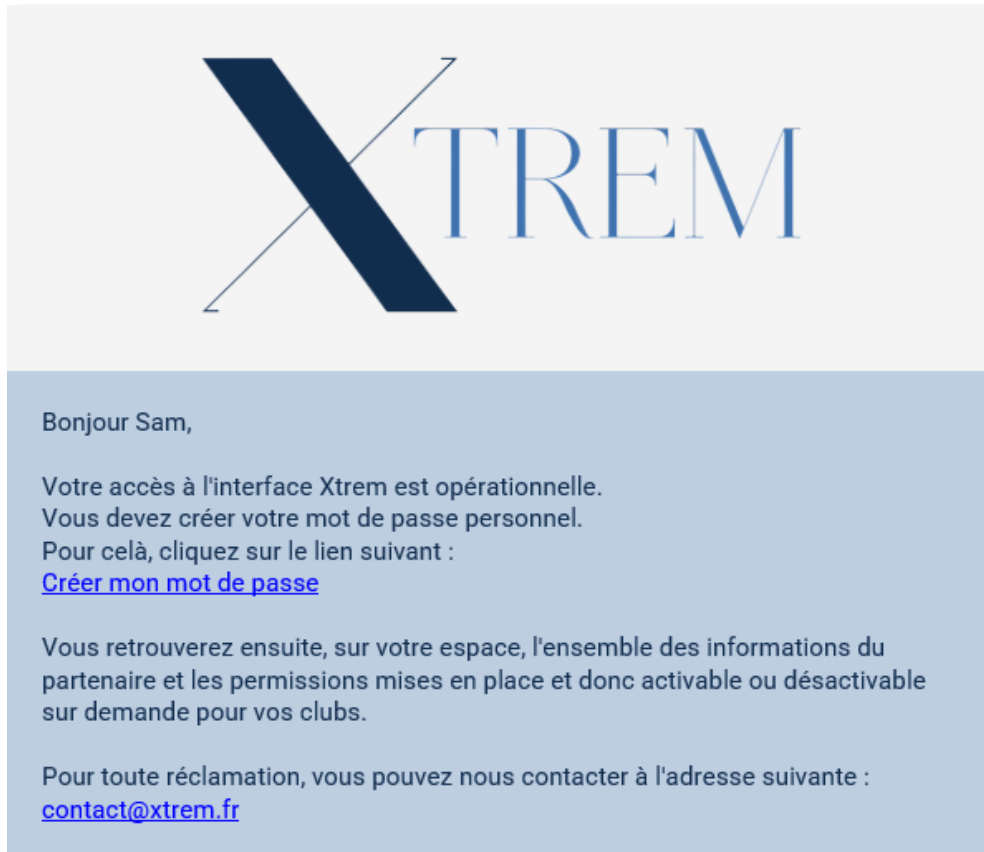 XTREM
Bonjour Sam,
Votre accès à l'interface Xtrem est opérationnelle.
Vous devez créer votre mot de passe personnel.
Pour celà, cliquez sur le lien suivant :
Créer mon mot de passe
Vous retrouverez ensuite, sur votre espace, l'ensemble des informations du
partenaire et les permissions mises en place et donc activable ou désactivable
sur demande pour vos clubs.
Pour toute réclamation, vous pouvez nous contacter à l'adresse suivante :
contact@xtrem.fr